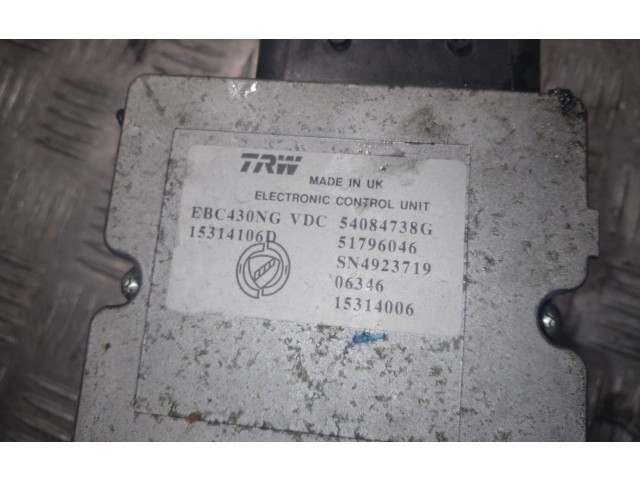 TRW
MADE IN UK
ELECTRONIC CONTROL UNIT
EBC430NG VDC 54084738G
15314106D 51796046
SN4923719
06346
15314006